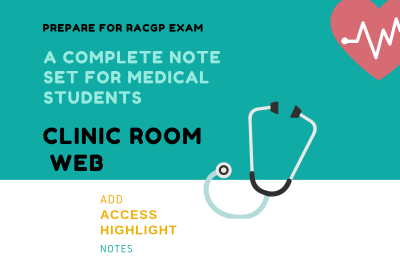 PREPARE FOR RACGP EXAM
A COMPLETE NOTE
SET FOR MEDICAL
STUDENTS
CLINIC ROOM
WEB
ADD
ACCESS
HIGHLIGHT
NOTES